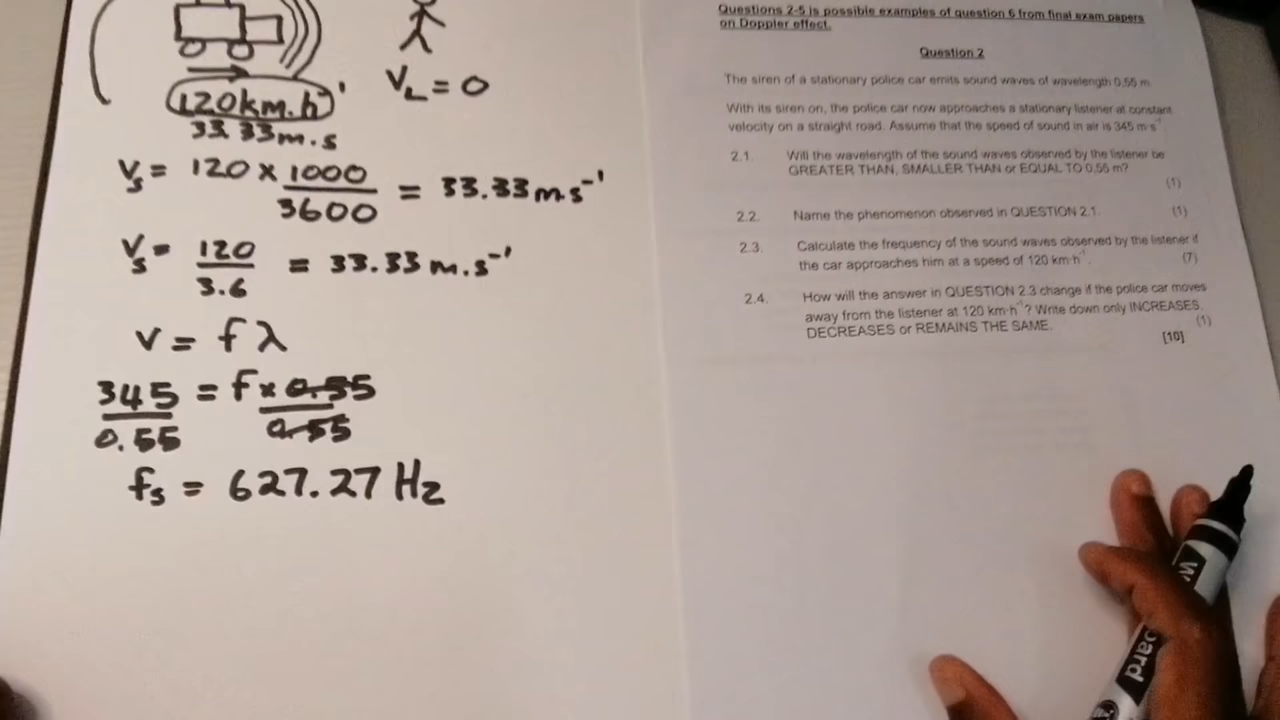 120km.h⁻¹
33.33m.s
V_L = 0
V_s = 120 × 1000/3600 = 33.33m.s⁻¹
V_s = 120/3.6 = 33.33m.s⁻¹
v = fλ
345/0.55 = f×0.55/0.55
f_s = 627.27 Hz
Questions 2-5 is possible examples of question 6 from final exam papers
on Doppler effect.
Question 2
The siren of a stationary police car emits sound waves of wavelength 0,55 m.
With its siren on, the police car now approaches a stationary listener at constant
velocity on a straight road. Assume that the speed of sound in air is 345 m·s⁻¹
2.1. Will the wavelength of the sound waves observed by the listener be
GREATER THAN, SMALLER THAN or EQUAL TO 0,55 m?
(1)
2.2. Name the phenomenon observed in QUESTION 2.1. (1)
2.3. Calculate the frequency of the sound waves observed by the listener if
the car approaches him at a speed of 120 km·h⁻¹. (7)
2.4. How will the answer in QUESTION 2.3 change if the police car moves
away from the listener at 120 km·h⁻¹? Write down only INCREASES,
DECREASES or REMAINS THE SAME. (1)
[10]